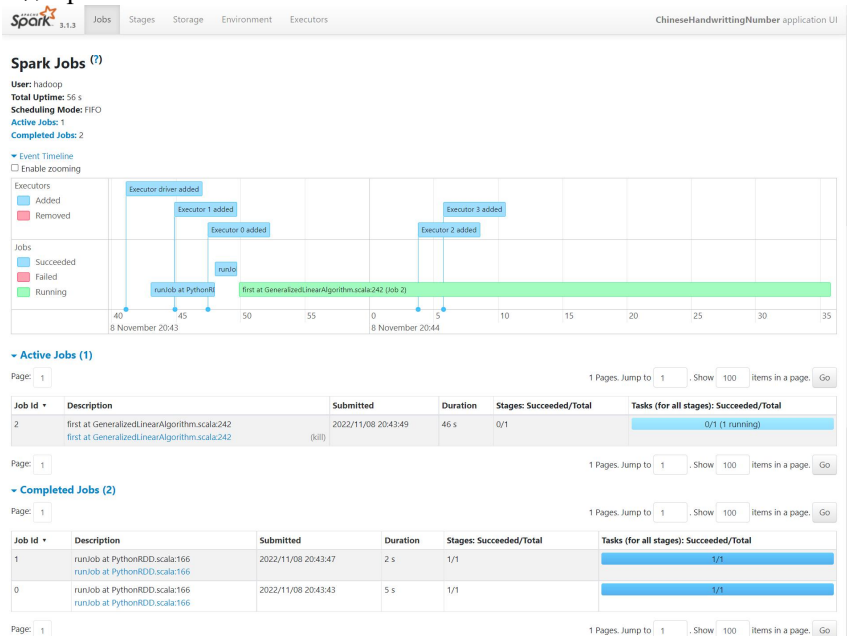 APACHE Spark 3.1.3 Jobs Stages Storage Environment Executors ChineseHandwrittingNumber application UI
Spark Jobs (?)
User: hadoop
Total Uptime: 56 s
Scheduling Mode: FIFO
Active Jobs: 1
Completed Jobs: 2
Event Timeline
Enable zooming
Executors
Added
Removed
Executor driver added
Executor 1 added
Executor 3 added
Executor 0 added
Executor 2 added
Jobs
Succeeded
Failed
Running
runJo
runJob at PythonRD
first at GeneralizedLinearAlgorithm.scala:242 (Job 2)
40 45 50 55 0 5 10 15 20 25 30 35
8 November 20:43 8 November 20:44
Active Jobs (1)
Page: 1 1 Pages. Jump to 1 . Show 100 items in a page. Go
Job Id ▾ Description Submitted Duration Stages: Succeeded/Total Tasks (for all stages): Succeeded/Total
2 first at GeneralizedLinearAlgorithm.scala:242 2022/11/08 20:43:49 46 s 0/1 0/1 (1 running)
first at GeneralizedLinearAlgorithm.scala:242 (kill)
Page: 1 1 Pages. Jump to 1 . Show 100 items in a page. Go
Completed Jobs (2)
Page: 1 1 Pages. Jump to 1 . Show 100 items in a page. Go
Job Id ▾ Description Submitted Duration Stages: Succeeded/Total Tasks (for all stages): Succeeded/Total
1 runJob at PythonRDD.scala:166 2022/11/08 20:43:47 2 s 1/1 1/1
runJob at PythonRDD.scala:166
0 runJob at PythonRDD.scala:166 2022/11/08 20:43:43 5 s 1/1 1/1
runJob at PythonRDD.scala:166
Page: 1 1 Pages. Jump to 1 . Show 100 items in a page. Go